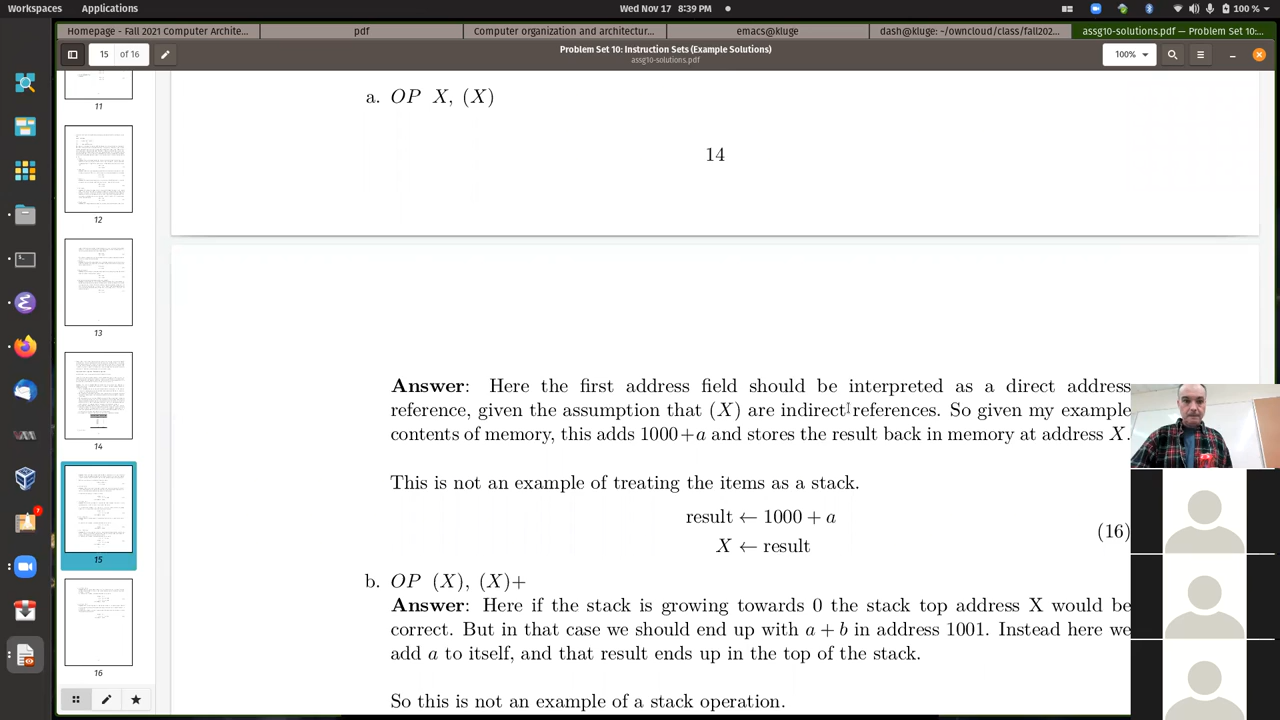 Workspaces Applications Wed Nov 17 8:39 PM 100 %
Homepage - Fall 2021 Computer Archite... pdf Computer organization and architectur... emacs@kluge dash@kluge: ~/owncloud/class/fall202... assg10-solutions.pdf — Problem Set 10:...
15 of 16 Problem Set 10: Instruction Sets (Example Solutions) 100%
assg10-solutions.pdf
11
12
13
14
15
16
7
a. OP X, (X)
14
Answer: Here the first address field should be interpreted as a direct address
reference, given the assumption that (X) are indirect references. So given my example
contents of memory, this adds 1000+a and stores the result back in memory at address X.
This is not an example of treating the items as a stack.
result ← 1000 + a
X ← result
(16)
b. OP (X), (X)+
Answer: Here in the stack is growing towards 0 the stack top address X would be
correct. But in that case we should end up with a + b in address 1001. Instead here we
add a to itself, and that result ends up in the top of the stack.
So this is not an example of a stack operation.